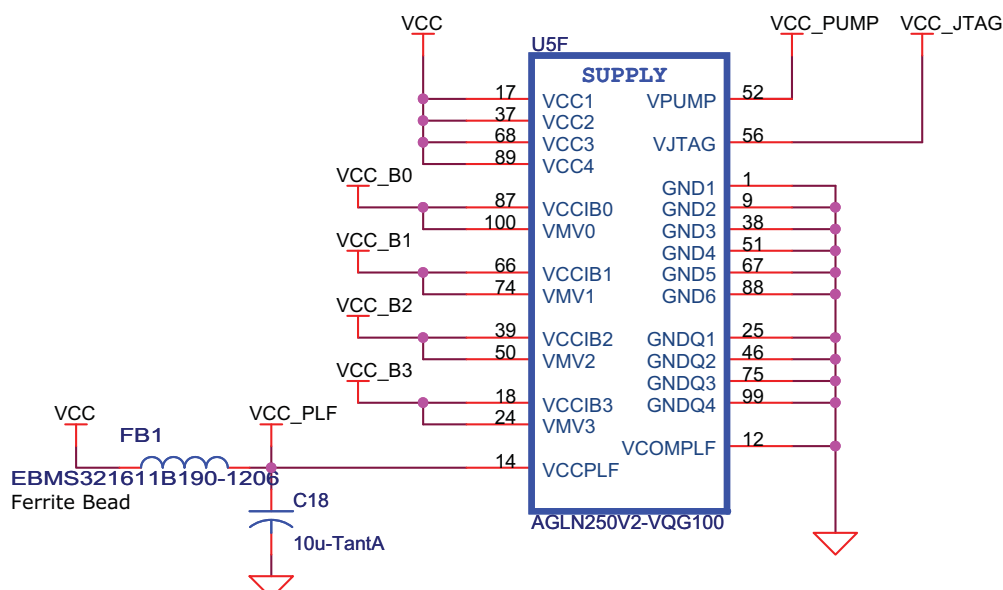 VCC
VCC_PUMP
VCC_JTAG
U5F
SUPPLY
17 VCC1
37 VCC2
68 VCC3
89 VCC4
VCC_B0
87 VCCIB0
100 VMV0
VCC_B1
66 VCCIB1
74 VMV1
VCC_B2
39 VCCIB2
50 VMV2
VCC_B3
18 VCCIB3
24 VMV3
14 VCCPLF
VPUMP 52
VJTAG 56
GND1 1
GND2 9
GND3 38
GND4 51
GND5 67
GND6 88
GNDQ1 25
GNDQ2 46
GNDQ3 75
GNDQ4 99
VCOMPLF 12
AGLN250V2-VQG100
VCC
VCC_PLF
FB1
EBMS321611B190-1206
Ferrite Bead
C18
10u-TantA